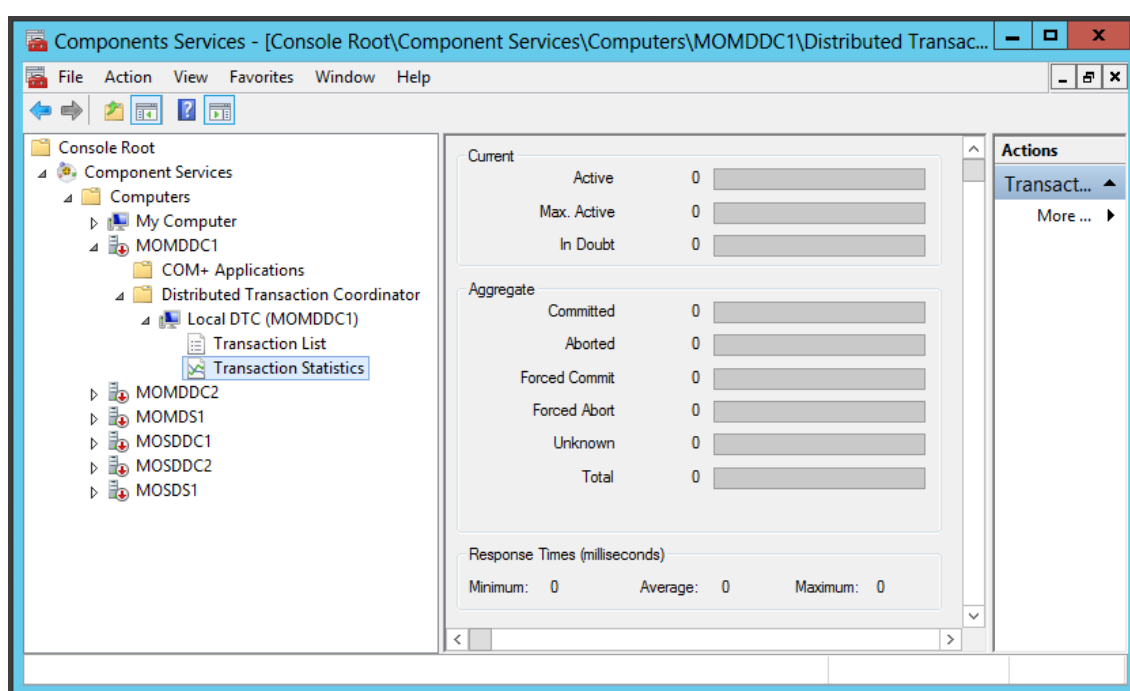 Components Services - [Console Root\Component Services\Computers\MOMDDC1\Distributed Transac...
File Action View Favorites Window Help
Console Root
Component Services
Computers
My Computer
MOMDDC1
COM+ Applications
Distributed Transaction Coordinator
Local DTC (MOMDDC1)
Transaction List
Transaction Statistics
MOMDDC2
MOMDS1
MOSDDC1
MOSDDC2
MOSDS1
Current
Active 0
Max. Active 0
In Doubt 0
Aggregate
Committed 0
Aborted 0
Forced Commit 0
Forced Abort 0
Unknown 0
Total 0
Response Times (milliseconds)
Minimum: 0 Average: 0 Maximum: 0
Actions
Transact...
More ...